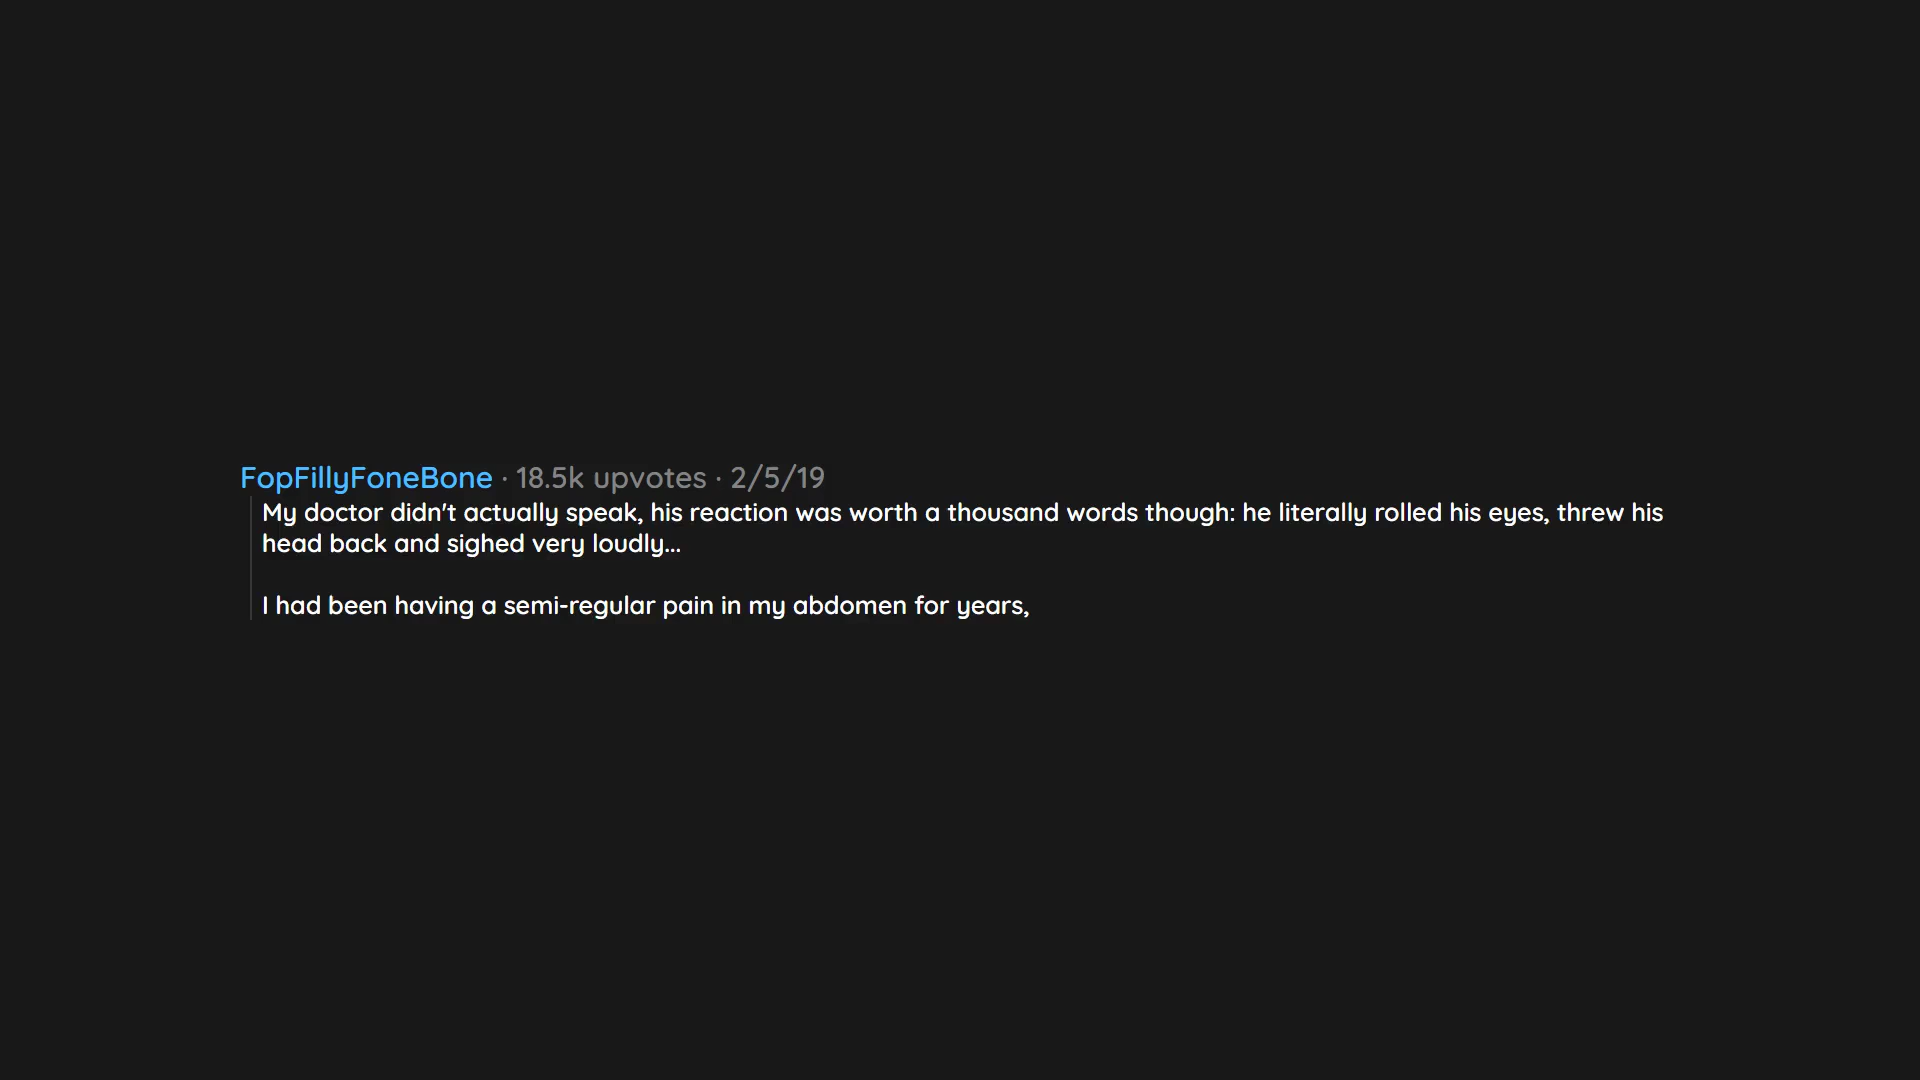 FopFillyFoneBone · 18.5k upvotes · 2/5/19
My doctor didn't actually speak, his reaction was worth a thousand words though: he literally rolled his eyes, threw his
head back and sighed very loudly...
I had been having a semi-regular pain in my abdomen for years,